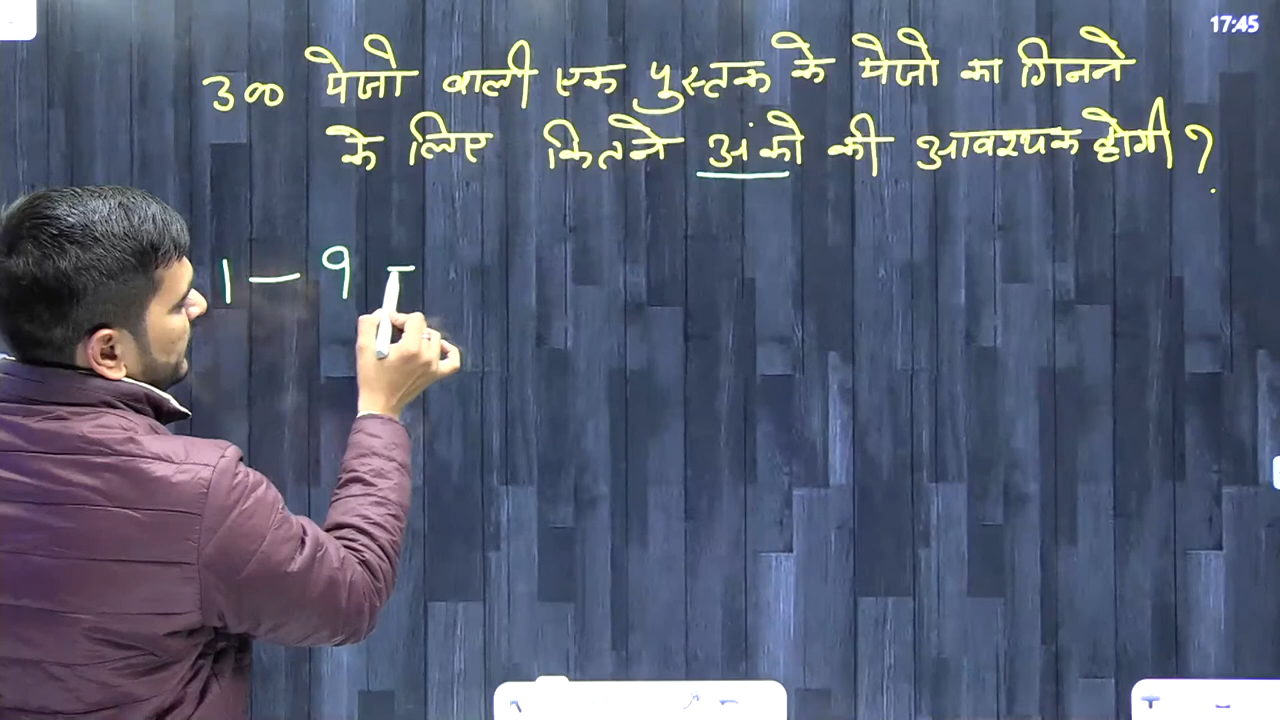 17:45
300 पेजो वाली एक पुस्तक के पेजो का गिनने
के लिए कितने अंको की आवश्यक होगी ?
1 — 9 -